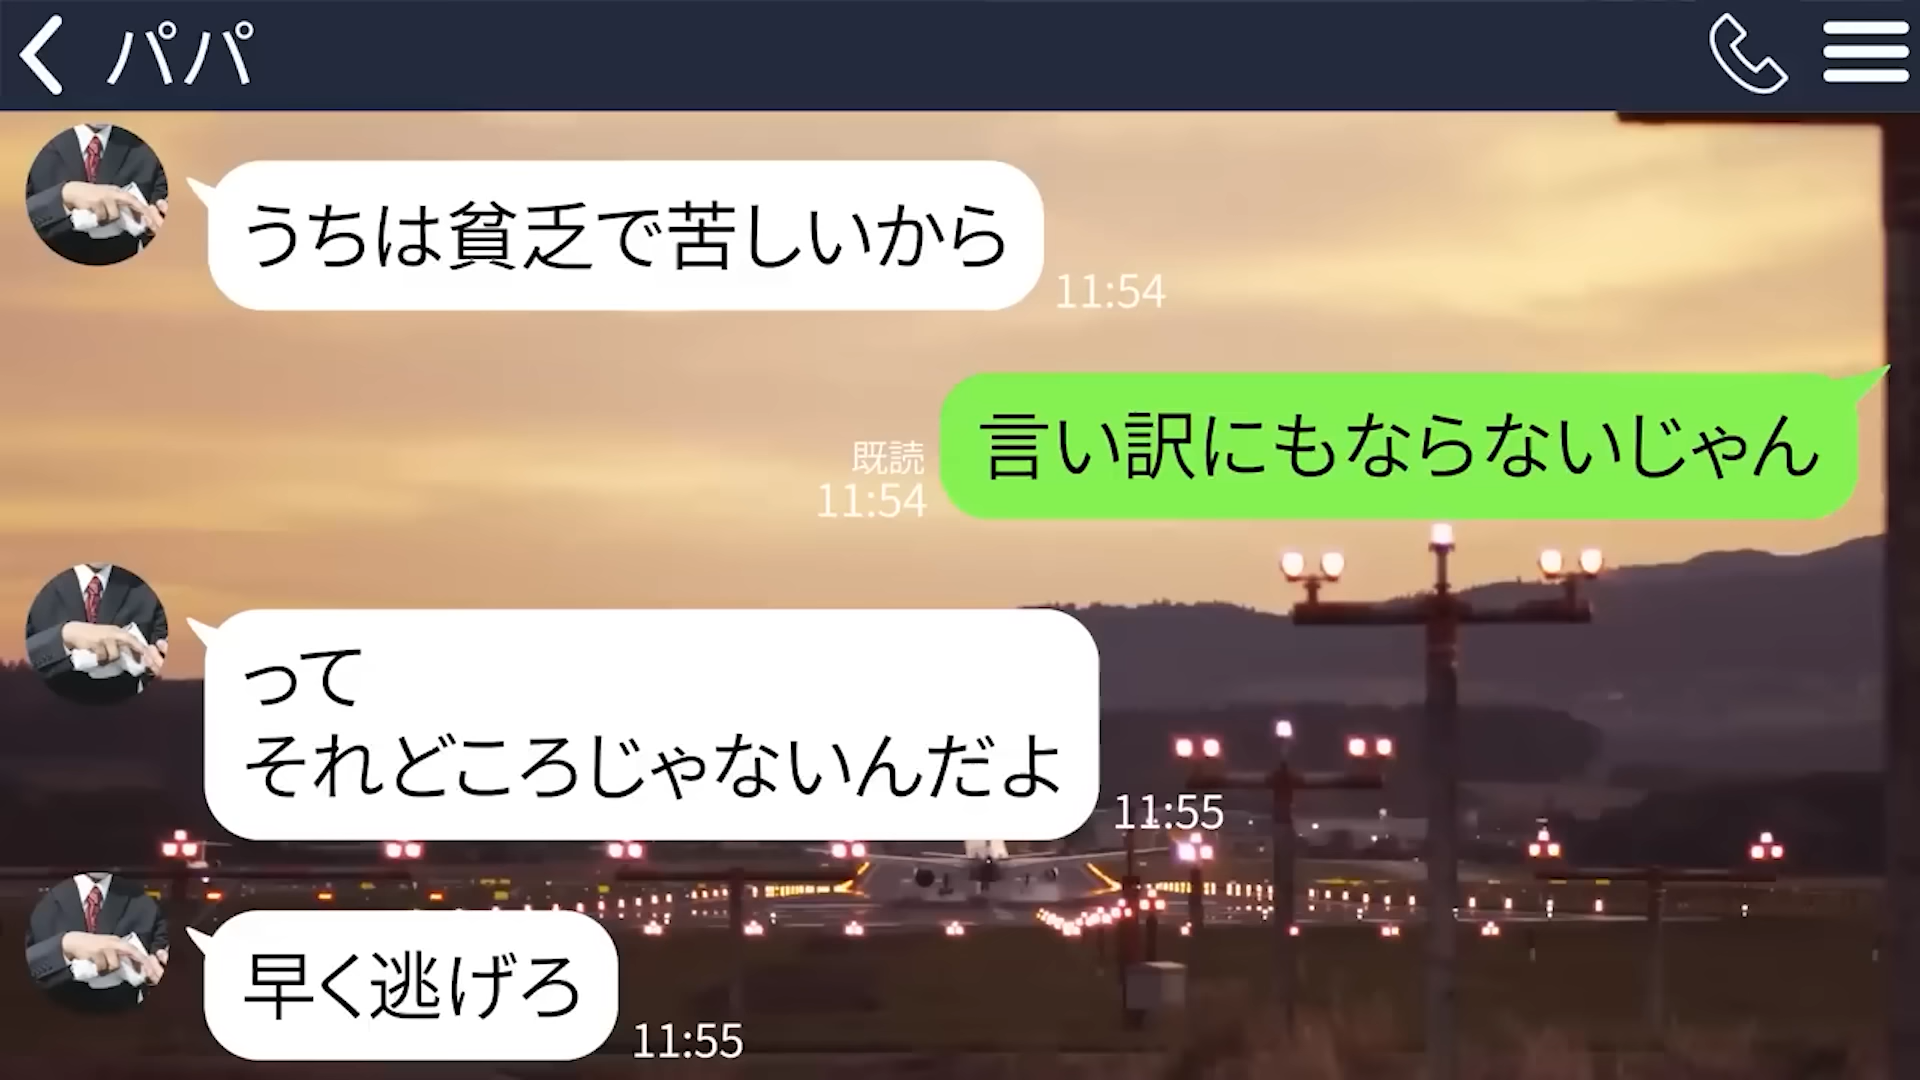 パパ
うちは貧乏で苦しいから
11:54
言い訳にもならないじゃん
既読
11:54
って
それどころじゃないんだよ
11:55
早く逃げろ
11:55